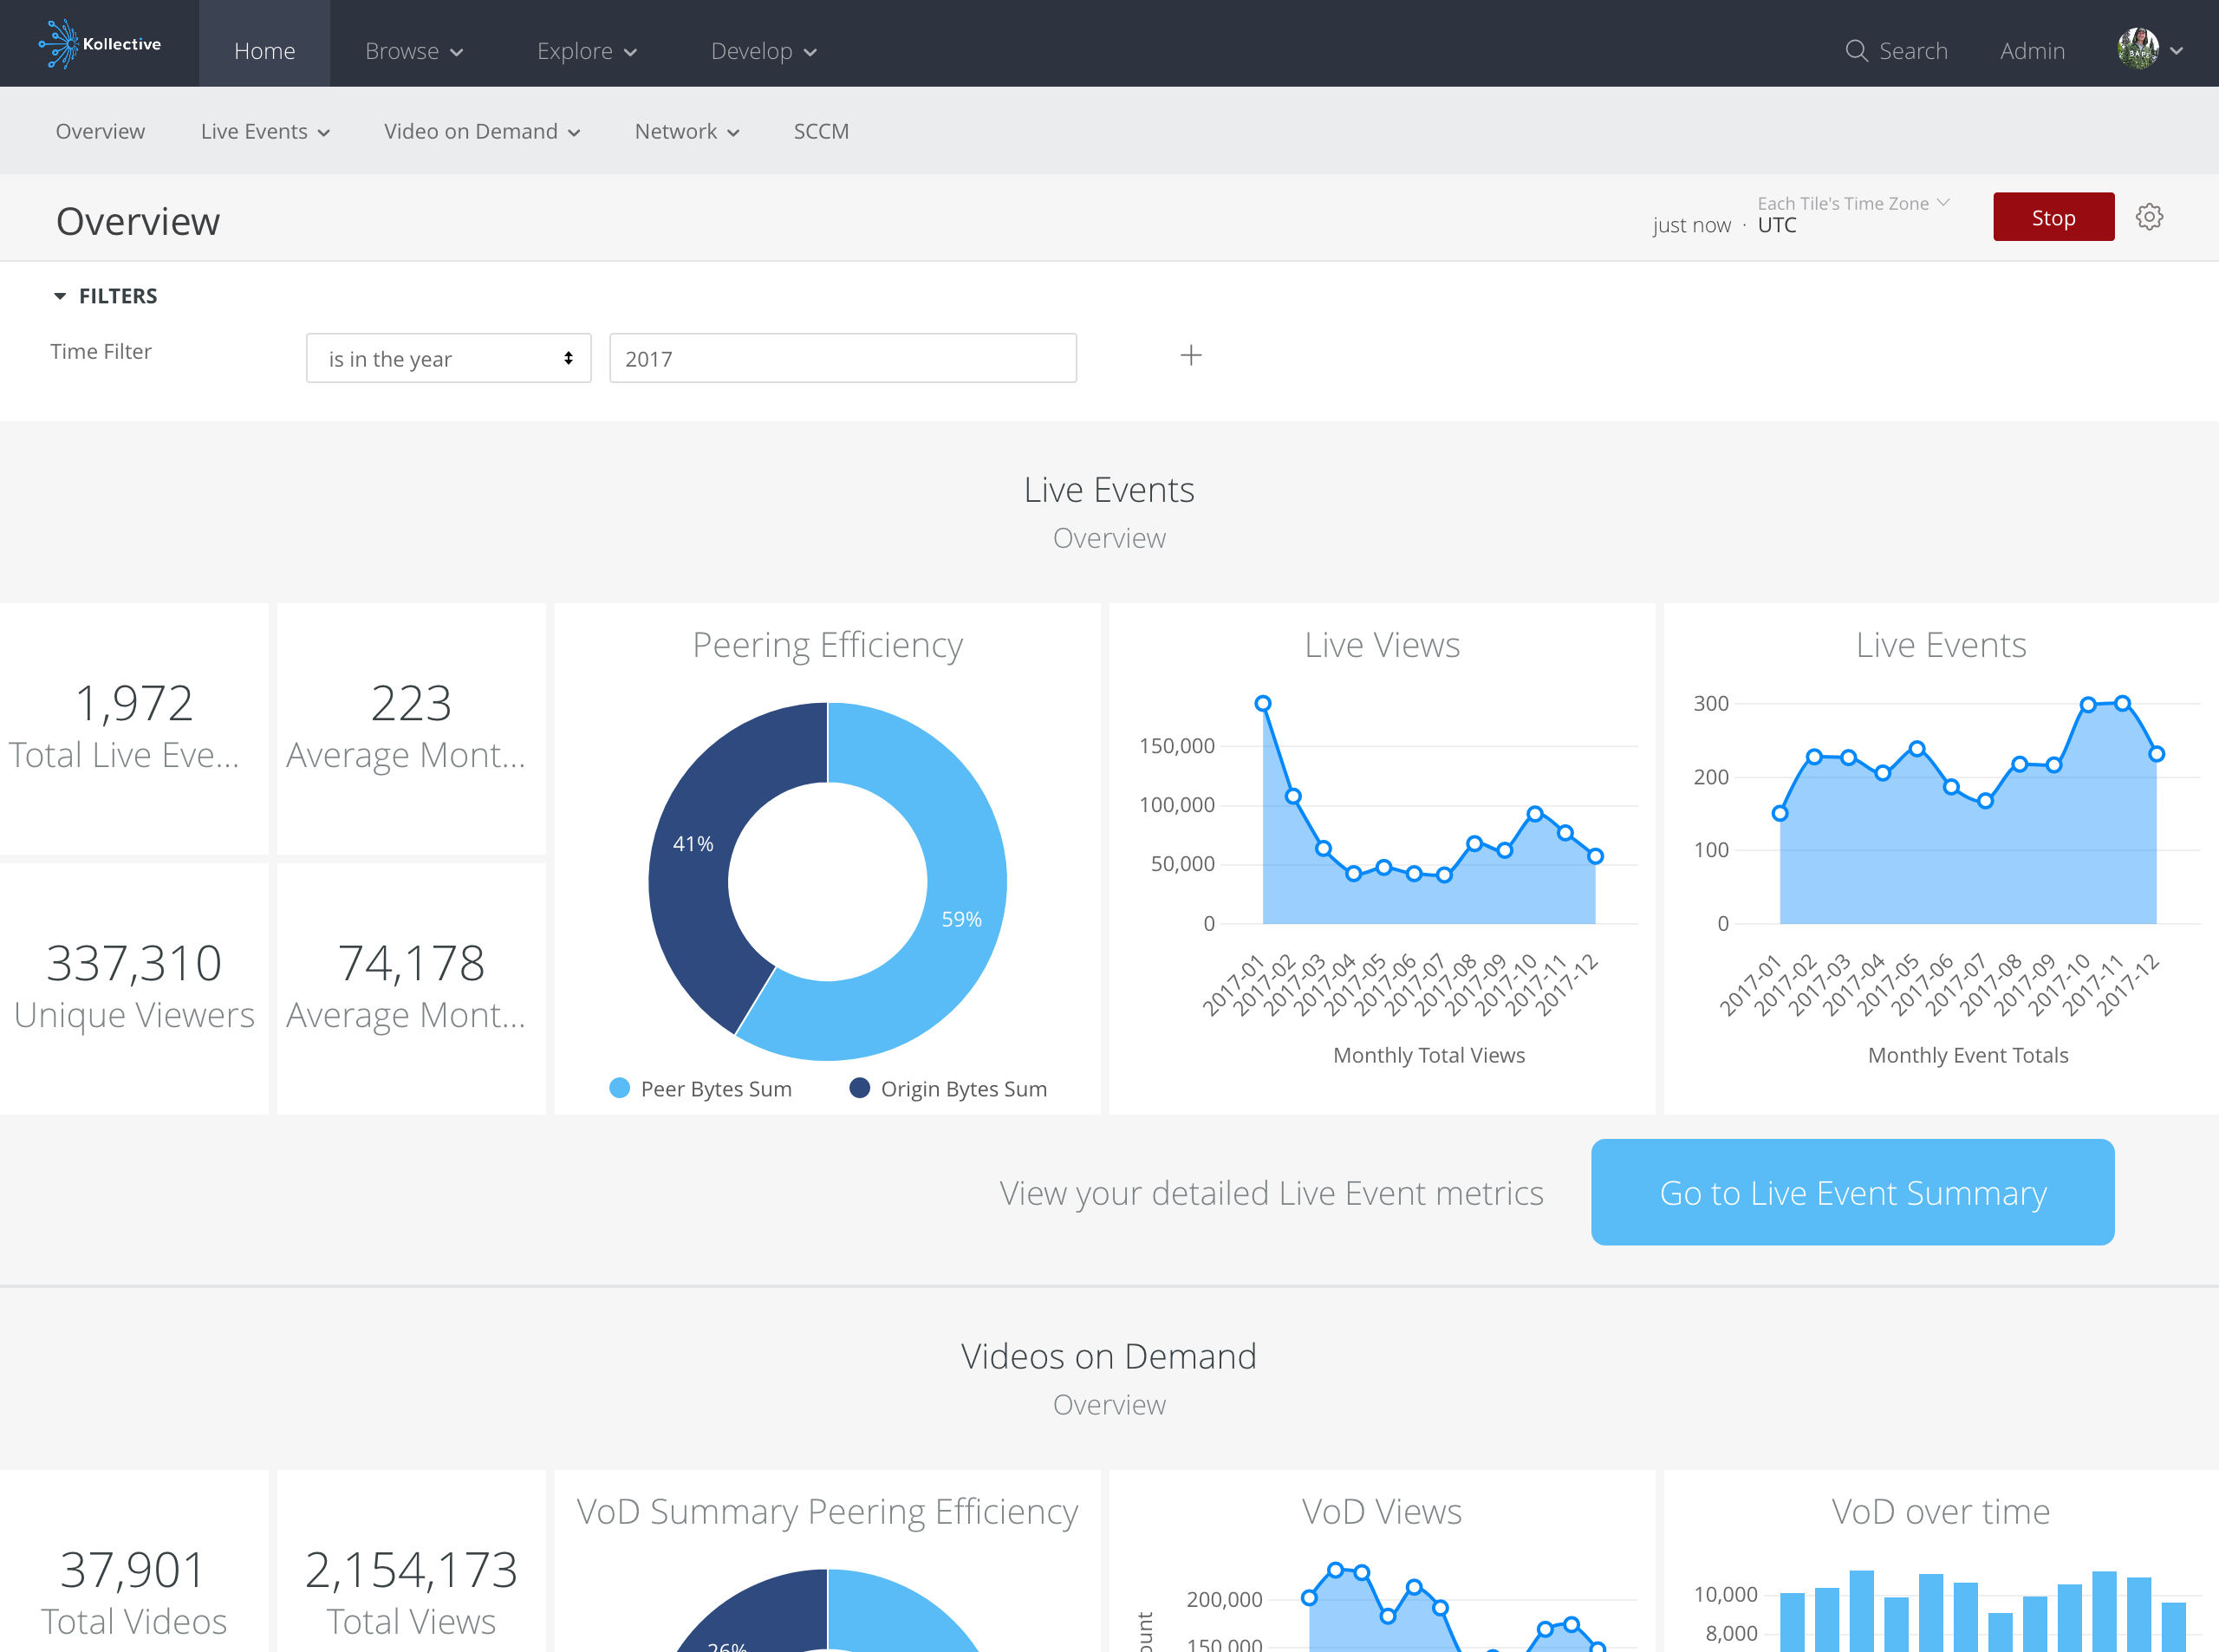 Kollective
Home
Browse
Explore
Develop
Search
Admin
Overview
Live Events
Video on Demand
Network
SCCM
Overview
just now · UTC
Each Tile's Time Zone
Stop
FILTERS
Time Filter
is in the year
2017
Live Events
Overview
1,972
Total Live Eve...
223
Average Mont...
337,310
Unique Viewers
74,178
Average Mont...
Peering Efficiency
41%
59%
Peer Bytes Sum
Origin Bytes Sum
Live Views
150,000
100,000
50,000
0
2017-01
2017-02
2017-03
2017-04
2017-05
2017-06
2017-07
2017-08
2017-09
2017-10
2017-11
2017-12
Monthly Total Views
Live Events
300
200
100
0
2017-01
2017-02
2017-03
2017-04
2017-05
2017-06
2017-07
2017-08
2017-09
2017-10
2017-11
2017-12
Monthly Event Totals
View your detailed Live Event metrics
Go to Live Event Summary
Videos on Demand
Overview
37,901
Total Videos
2,154,173
Total Views
VoD Summary Peering Efficiency
26%
VoD Views
200,000
150,000
VoD over time
10,000
8,000